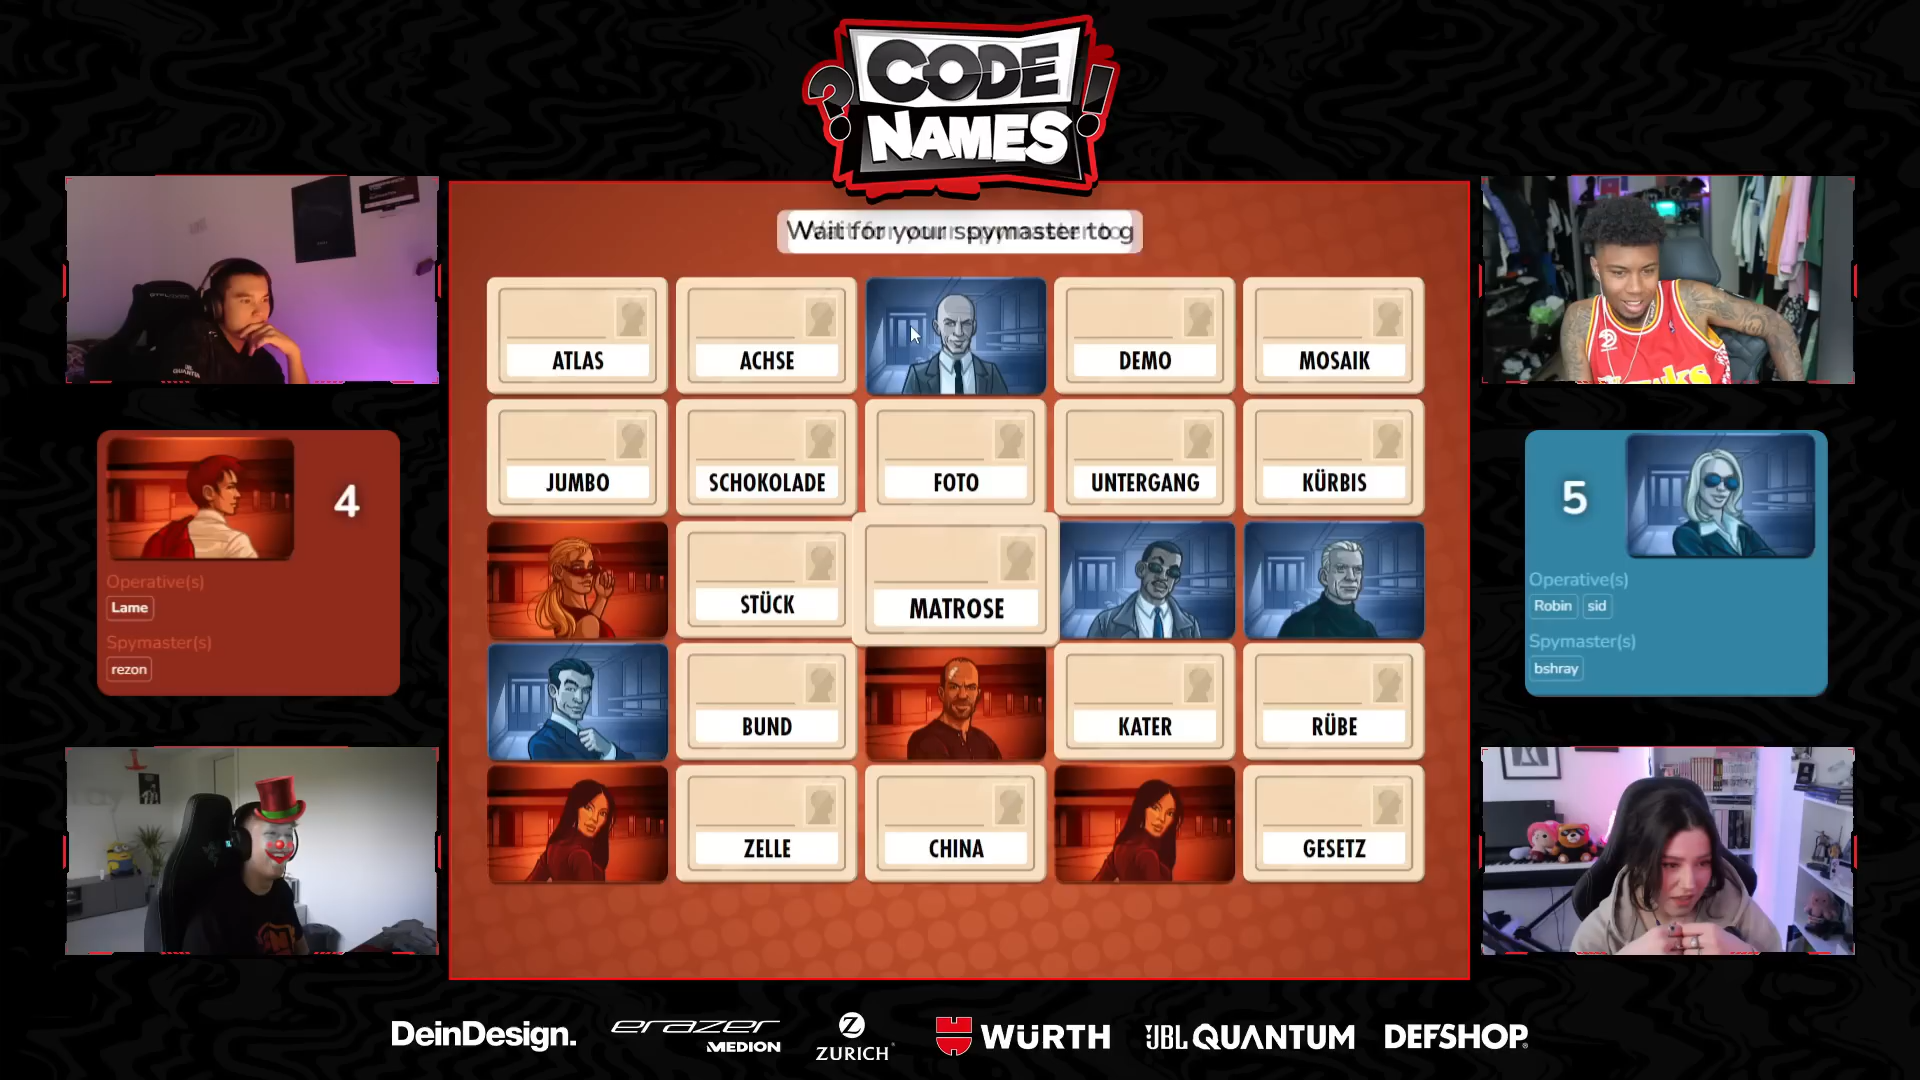 CODE
NAMES
Wait for your spymaster to g
ATLAS
ACHSE
DEMO
MOSAIK
JUMBO
SCHOKOLADE
FOTO
UNTERGANG
KÜRBIS
STÜCK
MATROSE
BUND
KATER
RÜBE
ZELLE
CHINA
GESETZ
4
Operative(s)
Lame
Spymaster(s)
rezon
5
Operative(s)
Robin sid
Spymaster(s)
bshray
DeinDesign.
erazer
MEDION
Z
ZURICH
WÜRTH
JBL QUANTUM
DEFSHOP